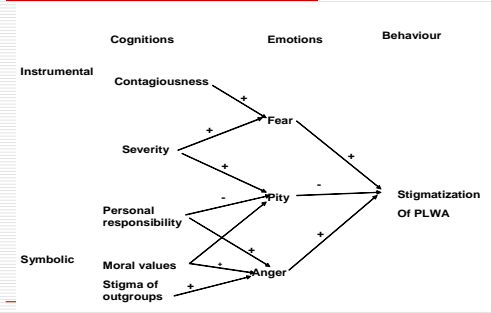 Cognitions
Emotions
Behaviour
Instrumental
Contagiousness
+
Fear
+
+
Severity
+
-
Pity
-
Stigmatization
Of PLWA
Personal
responsibility
+
+
Symbolic
Moral values
+
Anger
Stigma of
outgroups
+